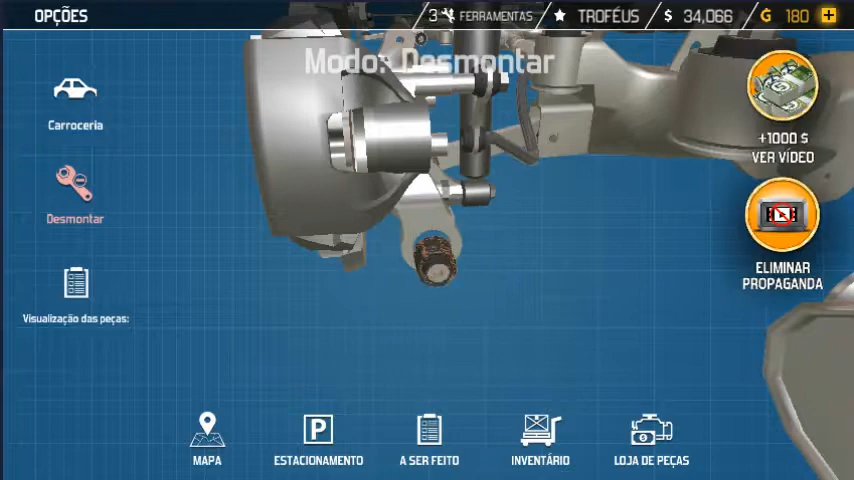 OPÇÕES
3 FERRAMENTAS
TROFÉUS
$ 34,066
G 180
Modo: Desmontar
Carroceria
Desmontar
Visualização das peças:
+1000 $
VER VÍDEO
ELIMINAR
PROPAGANDA
MAPA
P
ESTACIONAMENTO
A SER FEITO
INVENTÁRIO
LOJA DE PEÇAS